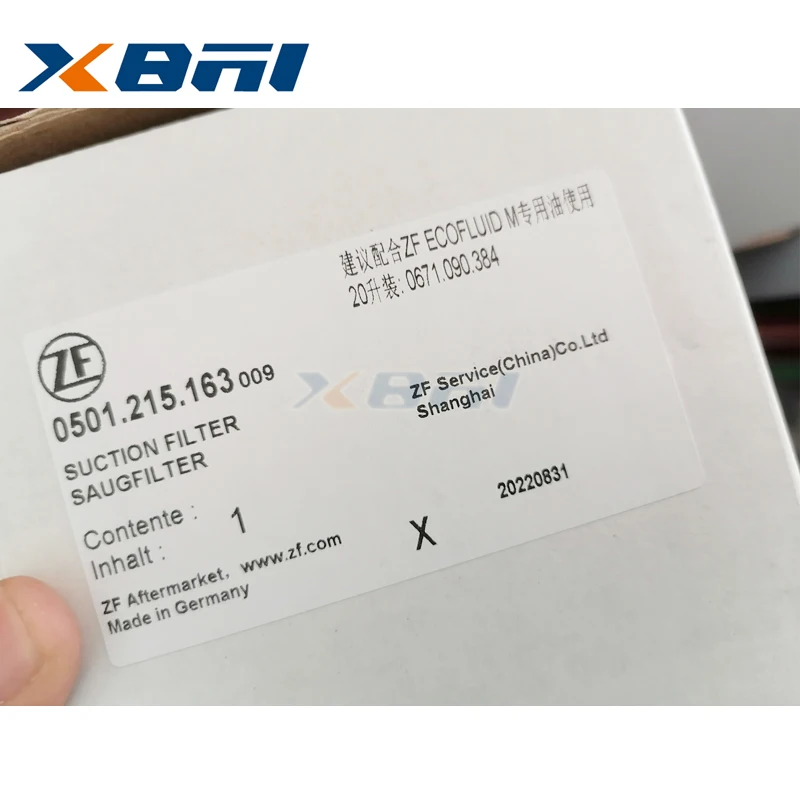 XBAI
建议配合ZF ECOFLUID M专用油使用
20升装: 0671.090.384
ZF
0501.215.163 009
SUCTION FILTER
SAUGFILTER
XBAI
ZF Service(China)Co.Ltd
Shanghai
Contente : 1
Inhalt :
20220831
X
ZF Aftermarket, www.zf.com
Made in Germany